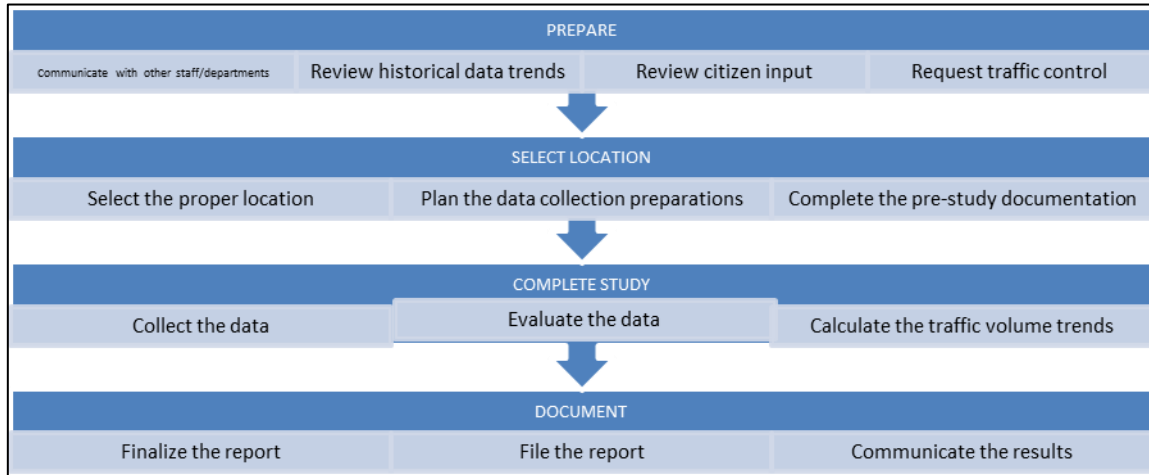 PREPARE
Communicate with other staff/departments
Review historical data trends
Review citizen input
Request traffic control
SELECT LOCATION
Select the proper location
Plan the data collection preparations
Complete the pre-study documentation
COMPLETE STUDY
Collect the data
Evaluate the data
Calculate the traffic volume trends
DOCUMENT
Finalize the report
File the report
Communicate the results